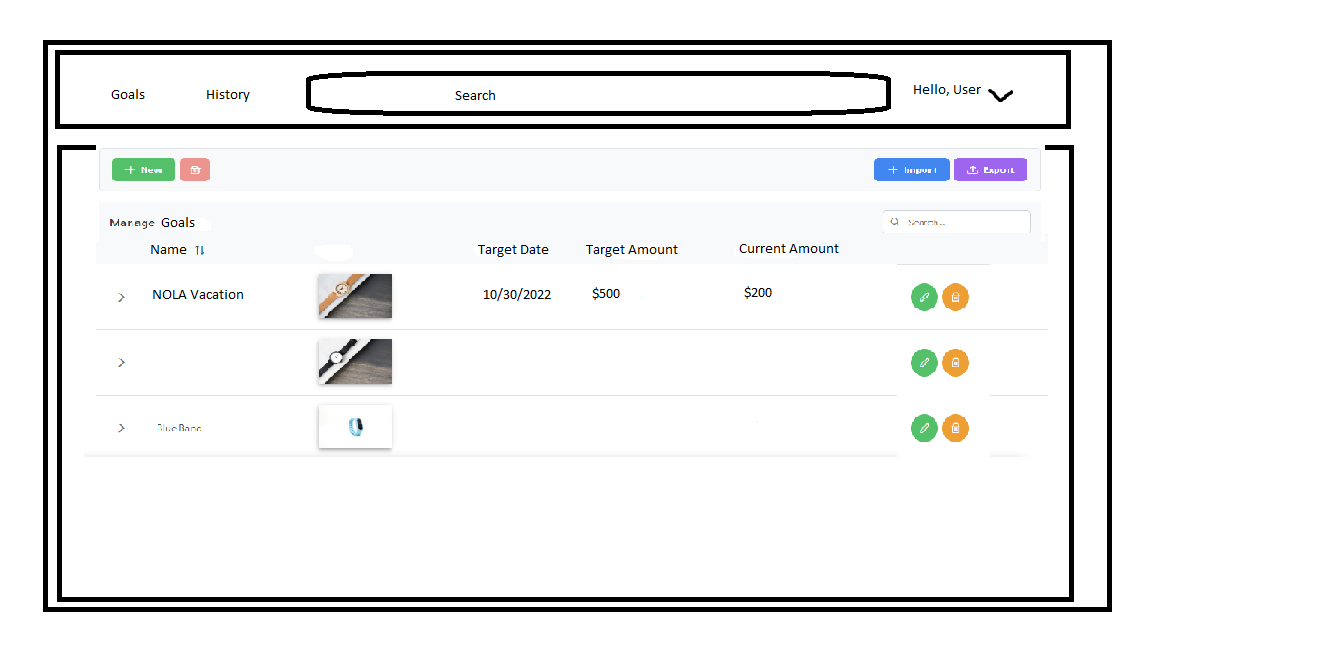 Goals History Search Hello, User
New Import Export
Manage Goals Search...
Name Target Date Target Amount Current Amount
NOLA Vacation 10/30/2022 $500 $200
Blue Band